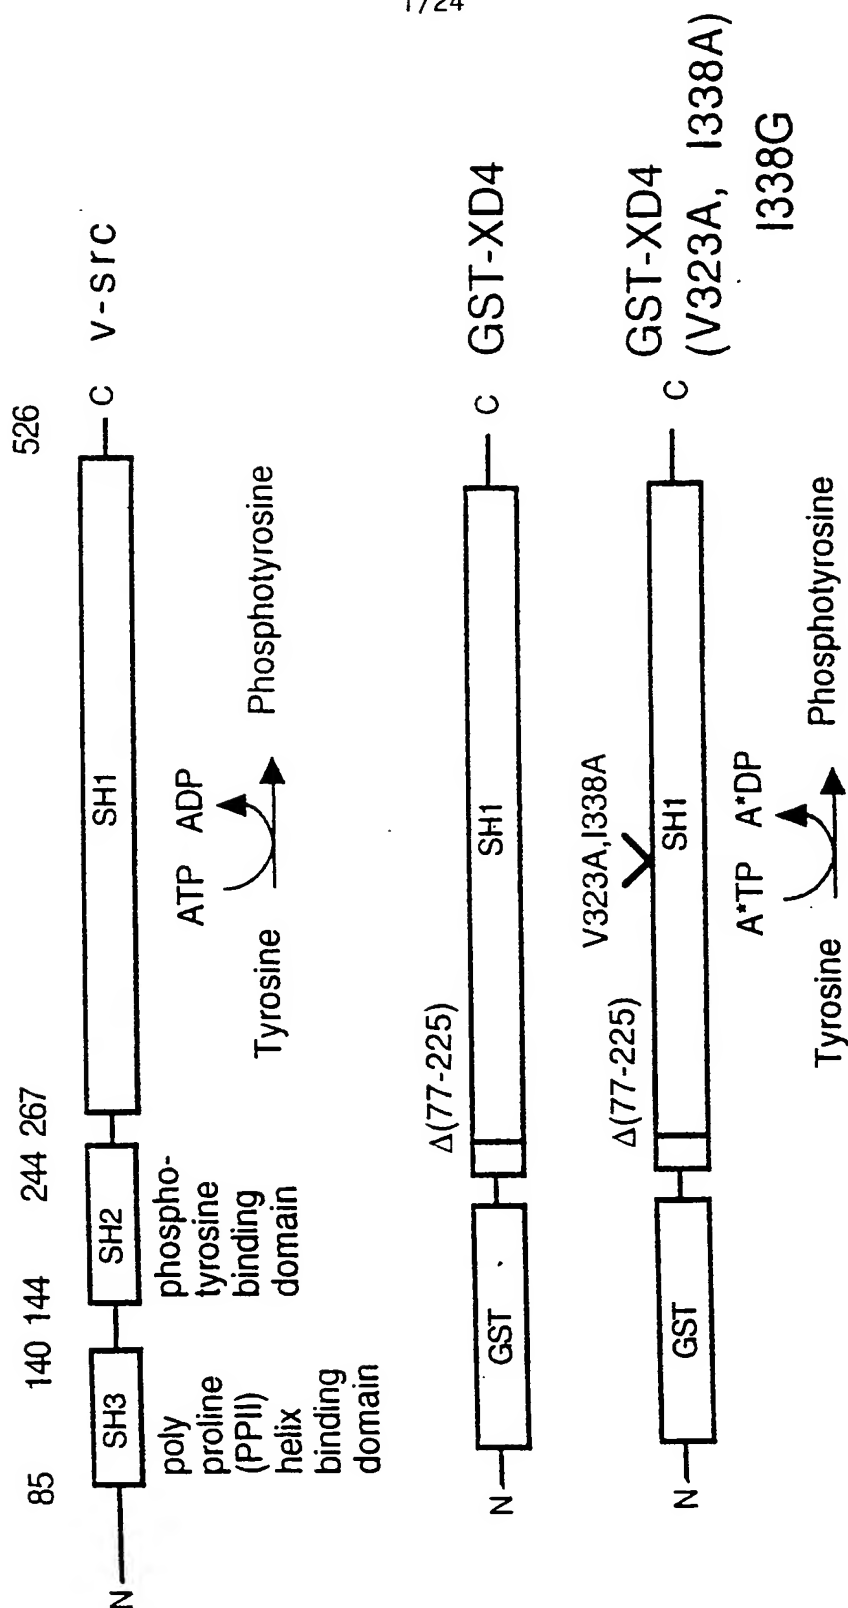 1/24
85 140 144 244 267 526
N SH3 SH2 SH1 C v-src
poly
proline
(PPII)
helix
binding
domain
phospho-
tyrosine
binding
domain
ATP ADP
Tyrosine Phosphotyrosine
Δ(77-225)
N GST SH1 C GST-XD4
Δ(77-225) V323A,I338A
N GST SH1 C GST-XD4
(V323A, I338A)
I338G
A*TP A*DP
Tyrosine Phosphotyrosine